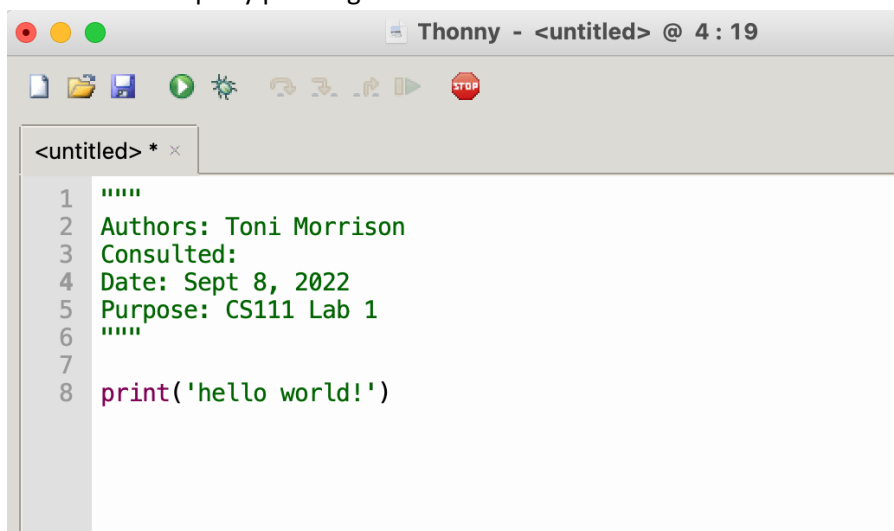 Thonny - <untitled> @ 4 : 19
STOP
<untitled> * ×
1 """
2 Authors: Toni Morrison
3 Consulted:
4 Date: Sept 8, 2022
5 Purpose: CS111 Lab 1
6 """
7
8 print('hello world!')